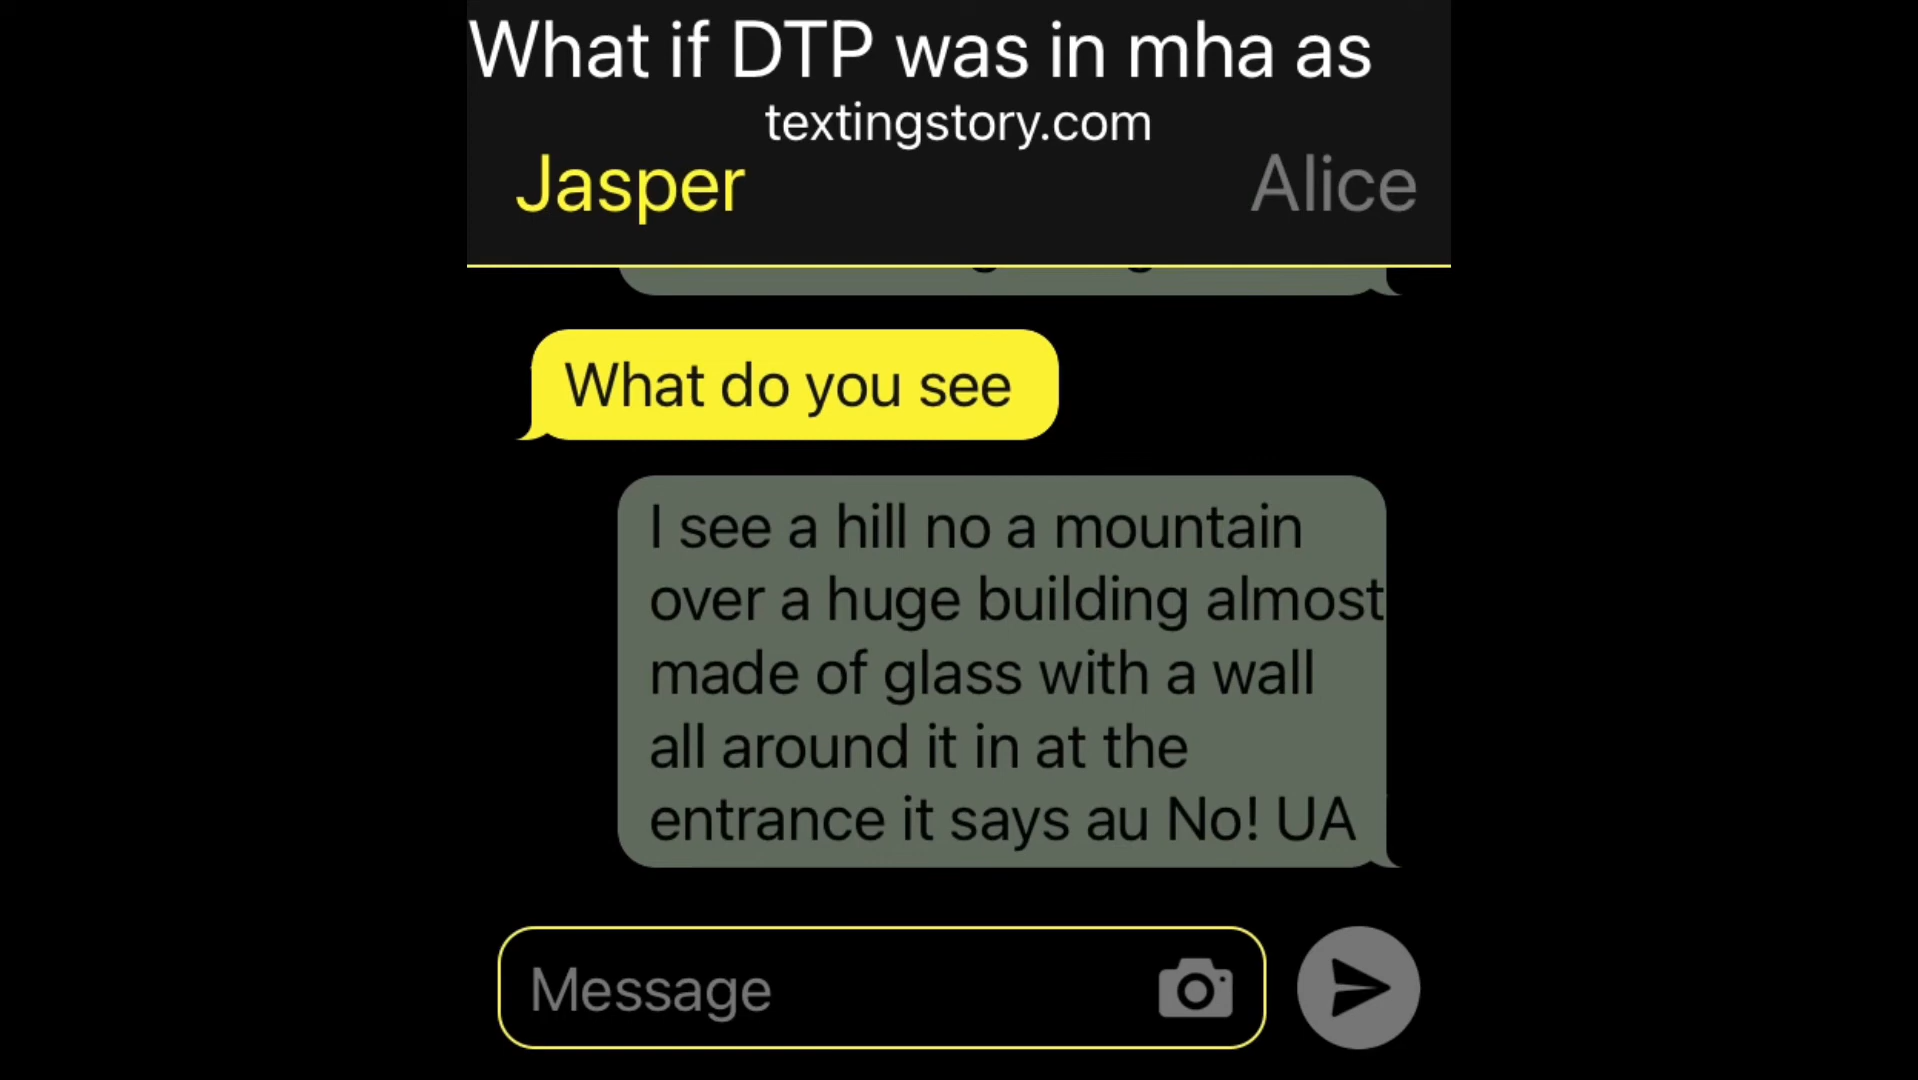 What if DTP was in mha as
textingstory.com
Jasper
Alice
What do you see
I see a hill no a mountain
over a huge building almost
made of glass with a wall
all around it in at the
entrance it says au No! UA
Message